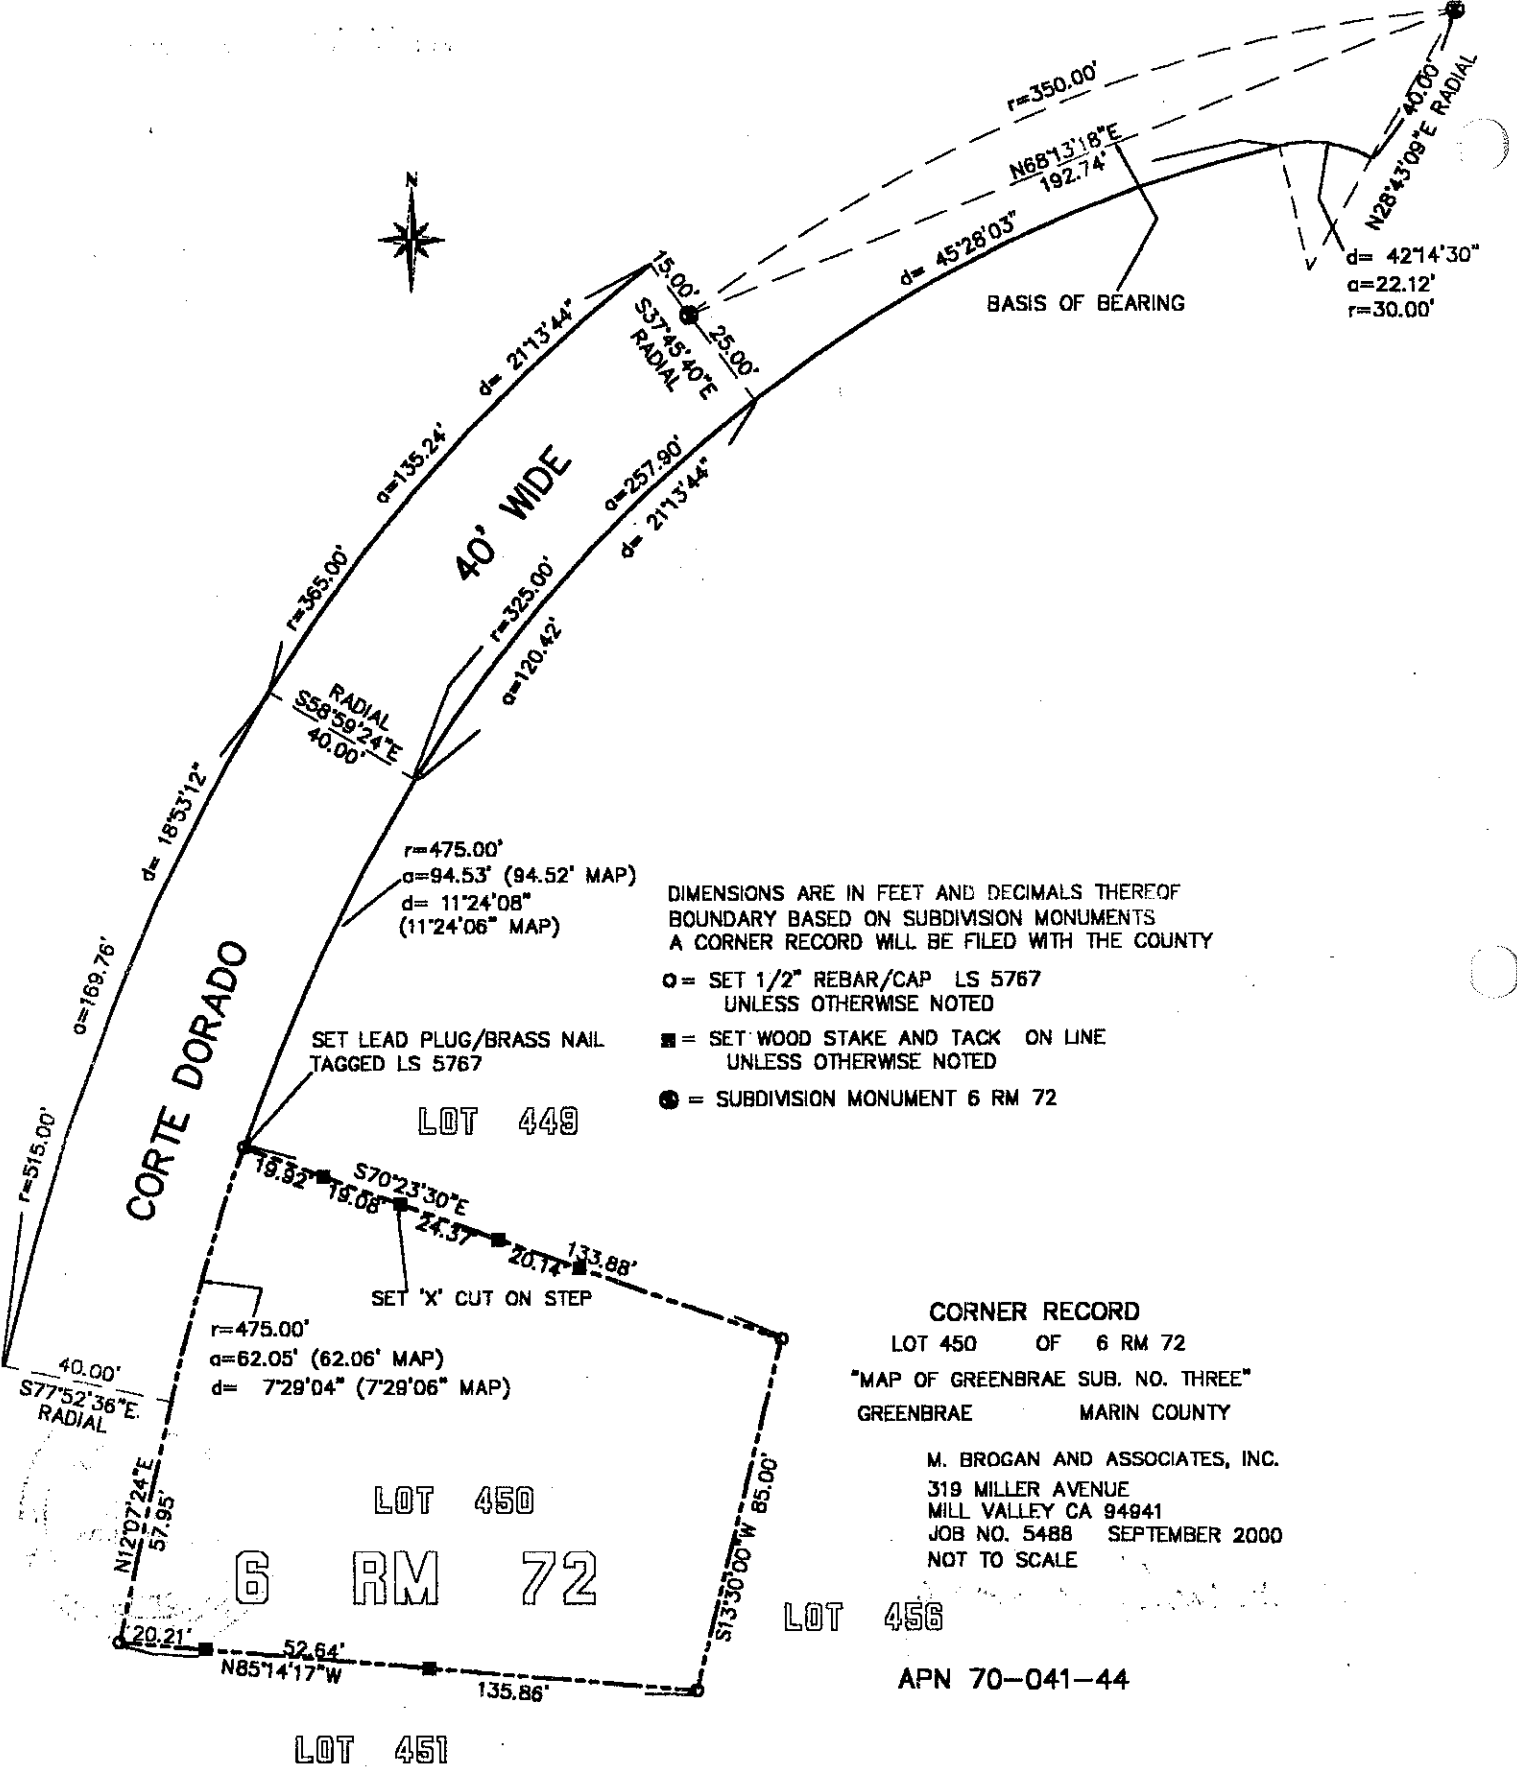 r=350.00'
40.00'
N28°43'09"E RADIAL
N68°13'18"E
192.74'
N
d= 45°28'03"
d= 42°14'30"
a=22.12'
r=30.00'
BASIS OF BEARING
15.00'
S37°45'40"E
RADIAL
25.00'
d= 21°13'44"
a=135.24'
40' WIDE
a=257.90'
d= 21°13'44"
r=365.00'
r=325.00'
a=120.42'
RADIAL
S58°59'24"E
40.00'
d= 18°53'12"
r=475.00'
a=94.53' (94.52' MAP)
d= 11°24'08"
(11°24'06" MAP)
DIMENSIONS ARE IN FEET AND DECIMALS THEREOF
BOUNDARY BASED ON SUBDIVISION MONUMENTS
A CORNER RECORD WILL BE FILED WITH THE COUNTY
= SET 1/2" REBAR/CAP LS 5767
UNLESS OTHERWISE NOTED
= SET WOOD STAKE AND TACK ON LINE
UNLESS OTHERWISE NOTED
= SUBDIVISION MONUMENT 6 RM 72
a=169.76'
CORTE DORADO
SET LEAD PLUG/BRASS NAIL
TAGGED LS 5767
LOT 449
r=515.00'
19.92'
19.08'
S70°23'30"E
24.37'
20.14'
133.88'
SET 'X' CUT ON STEP
r=475.00'
a=62.05' (62.06' MAP)
d= 7°29'04" (7°29'06" MAP)
40.00'
S77°52'36"E
RADIAL
CORNER RECORD
LOT 450 OF 6 RM 72
"MAP OF GREENBRAE SUB. NO. THREE"
GREENBRAE MARIN COUNTY
M. BROGAN AND ASSOCIATES, INC.
319 MILLER AVENUE
MILL VALLEY CA 94941
JOB NO. 5488 SEPTEMBER 2000
NOT TO SCALE
N12°07'24"E
57.95'
LOT 450
6 RM 72
S13°30'00"W 85.00'
LOT 456
20.21'
52.64'
N85°14'17"W
135.86'
APN 70-041-44
LOT 451